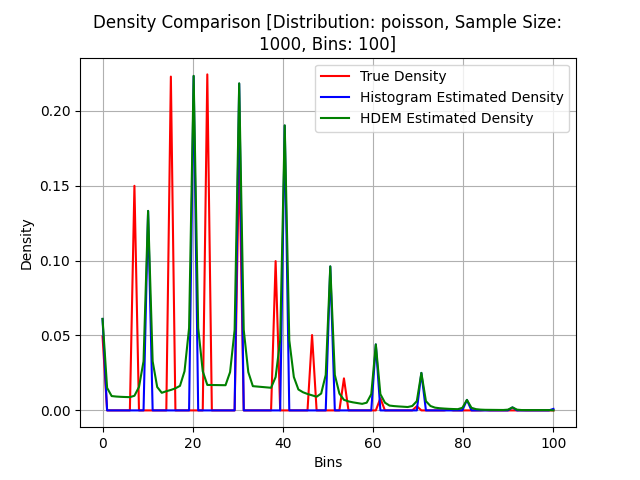 Density Comparison [Distribution: poisson, Sample Size:
1000, Bins: 100]
True Density
Histogram Estimated Density
HDEM Estimated Density
Density
0.20
0.15
0.10
0.05
0.00
0 20 40 60 80 100
Bins